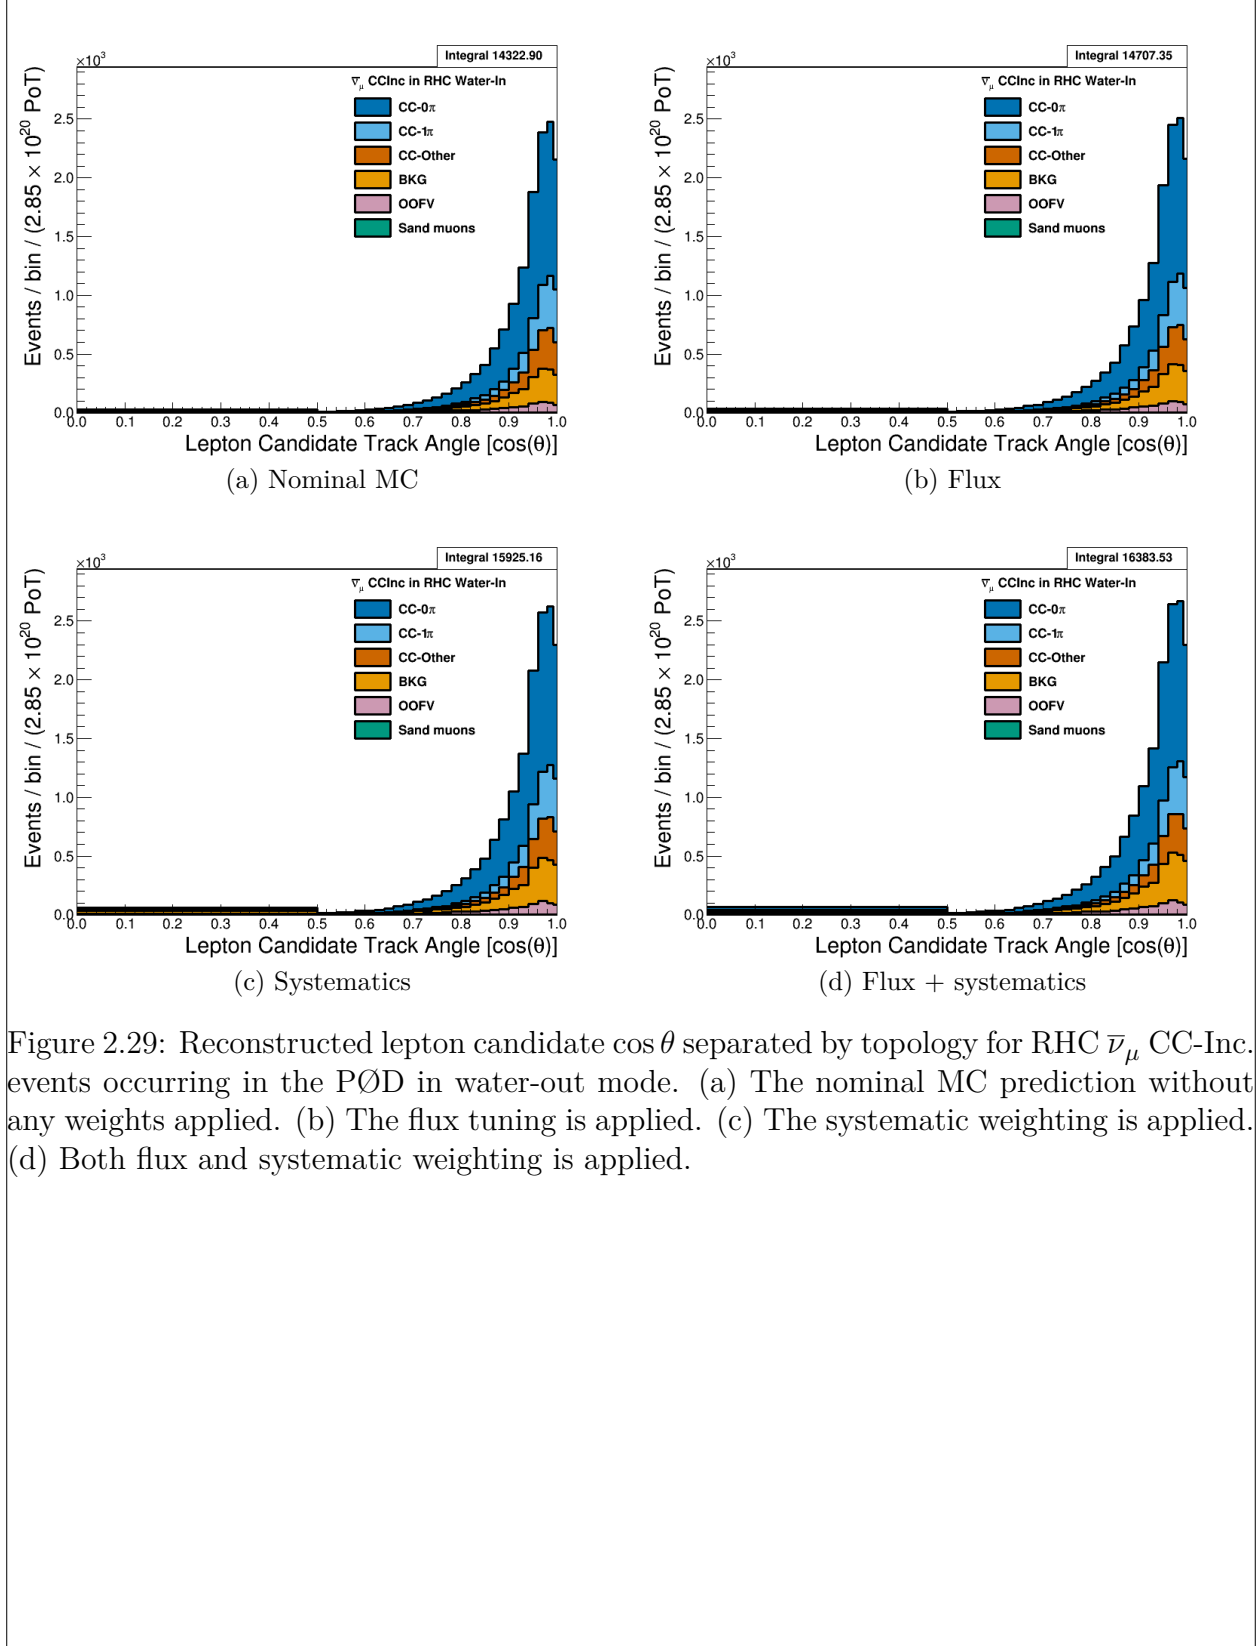 Integral 14322.90
×10³
ν̅μ CCInc in RHC Water-In
CC-0π
CC-1π
CC-Other
BKG
OOFV
Sand muons
Events / bin / (2.85 × 10²⁰ PoT)
2.5
2.0
1.5
1.0
0.5
0.0
0.0 0.1 0.2 0.3 0.4 0.5 0.6 0.7 0.8 0.9 1.0
Lepton Candidate Track Angle [cos(θ)]
(a) Nominal MC
Integral 14707.35
×10³
ν̅μ CCInc in RHC Water-In
CC-0π
CC-1π
CC-Other
BKG
OOFV
Sand muons
Events / bin / (2.85 × 10²⁰ PoT)
2.5
2.0
1.5
1.0
0.5
0.0
0.0 0.1 0.2 0.3 0.4 0.5 0.6 0.7 0.8 0.9 1.0
Lepton Candidate Track Angle [cos(θ)]
(b) Flux
Integral 15925.16
×10³
ν̅μ CCInc in RHC Water-In
CC-0π
CC-1π
CC-Other
BKG
OOFV
Sand muons
Events / bin / (2.85 × 10²⁰ PoT)
2.5
2.0
1.5
1.0
0.5
0.0
0.0 0.1 0.2 0.3 0.4 0.5 0.6 0.7 0.8 0.9 1.0
Lepton Candidate Track Angle [cos(θ)]
(c) Systematics
Integral 16383.53
×10³
ν̅μ CCInc in RHC Water-In
CC-0π
CC-1π
CC-Other
BKG
OOFV
Sand muons
Events / bin / (2.85 × 10²⁰ PoT)
2.5
2.0
1.5
1.0
0.5
0.0
0.0 0.1 0.2 0.3 0.4 0.5 0.6 0.7 0.8 0.9 1.0
Lepton Candidate Track Angle [cos(θ)]
(d) Flux + systematics
Figure 2.29: Reconstructed lepton candidate cos θ separated by topology for RHC ν̅μ CC-Inc.
events occurring in the PØD in water-out mode. (a) The nominal MC prediction without
any weights applied. (b) The flux tuning is applied. (c) The systematic weighting is applied.
(d) Both flux and systematic weighting is applied.